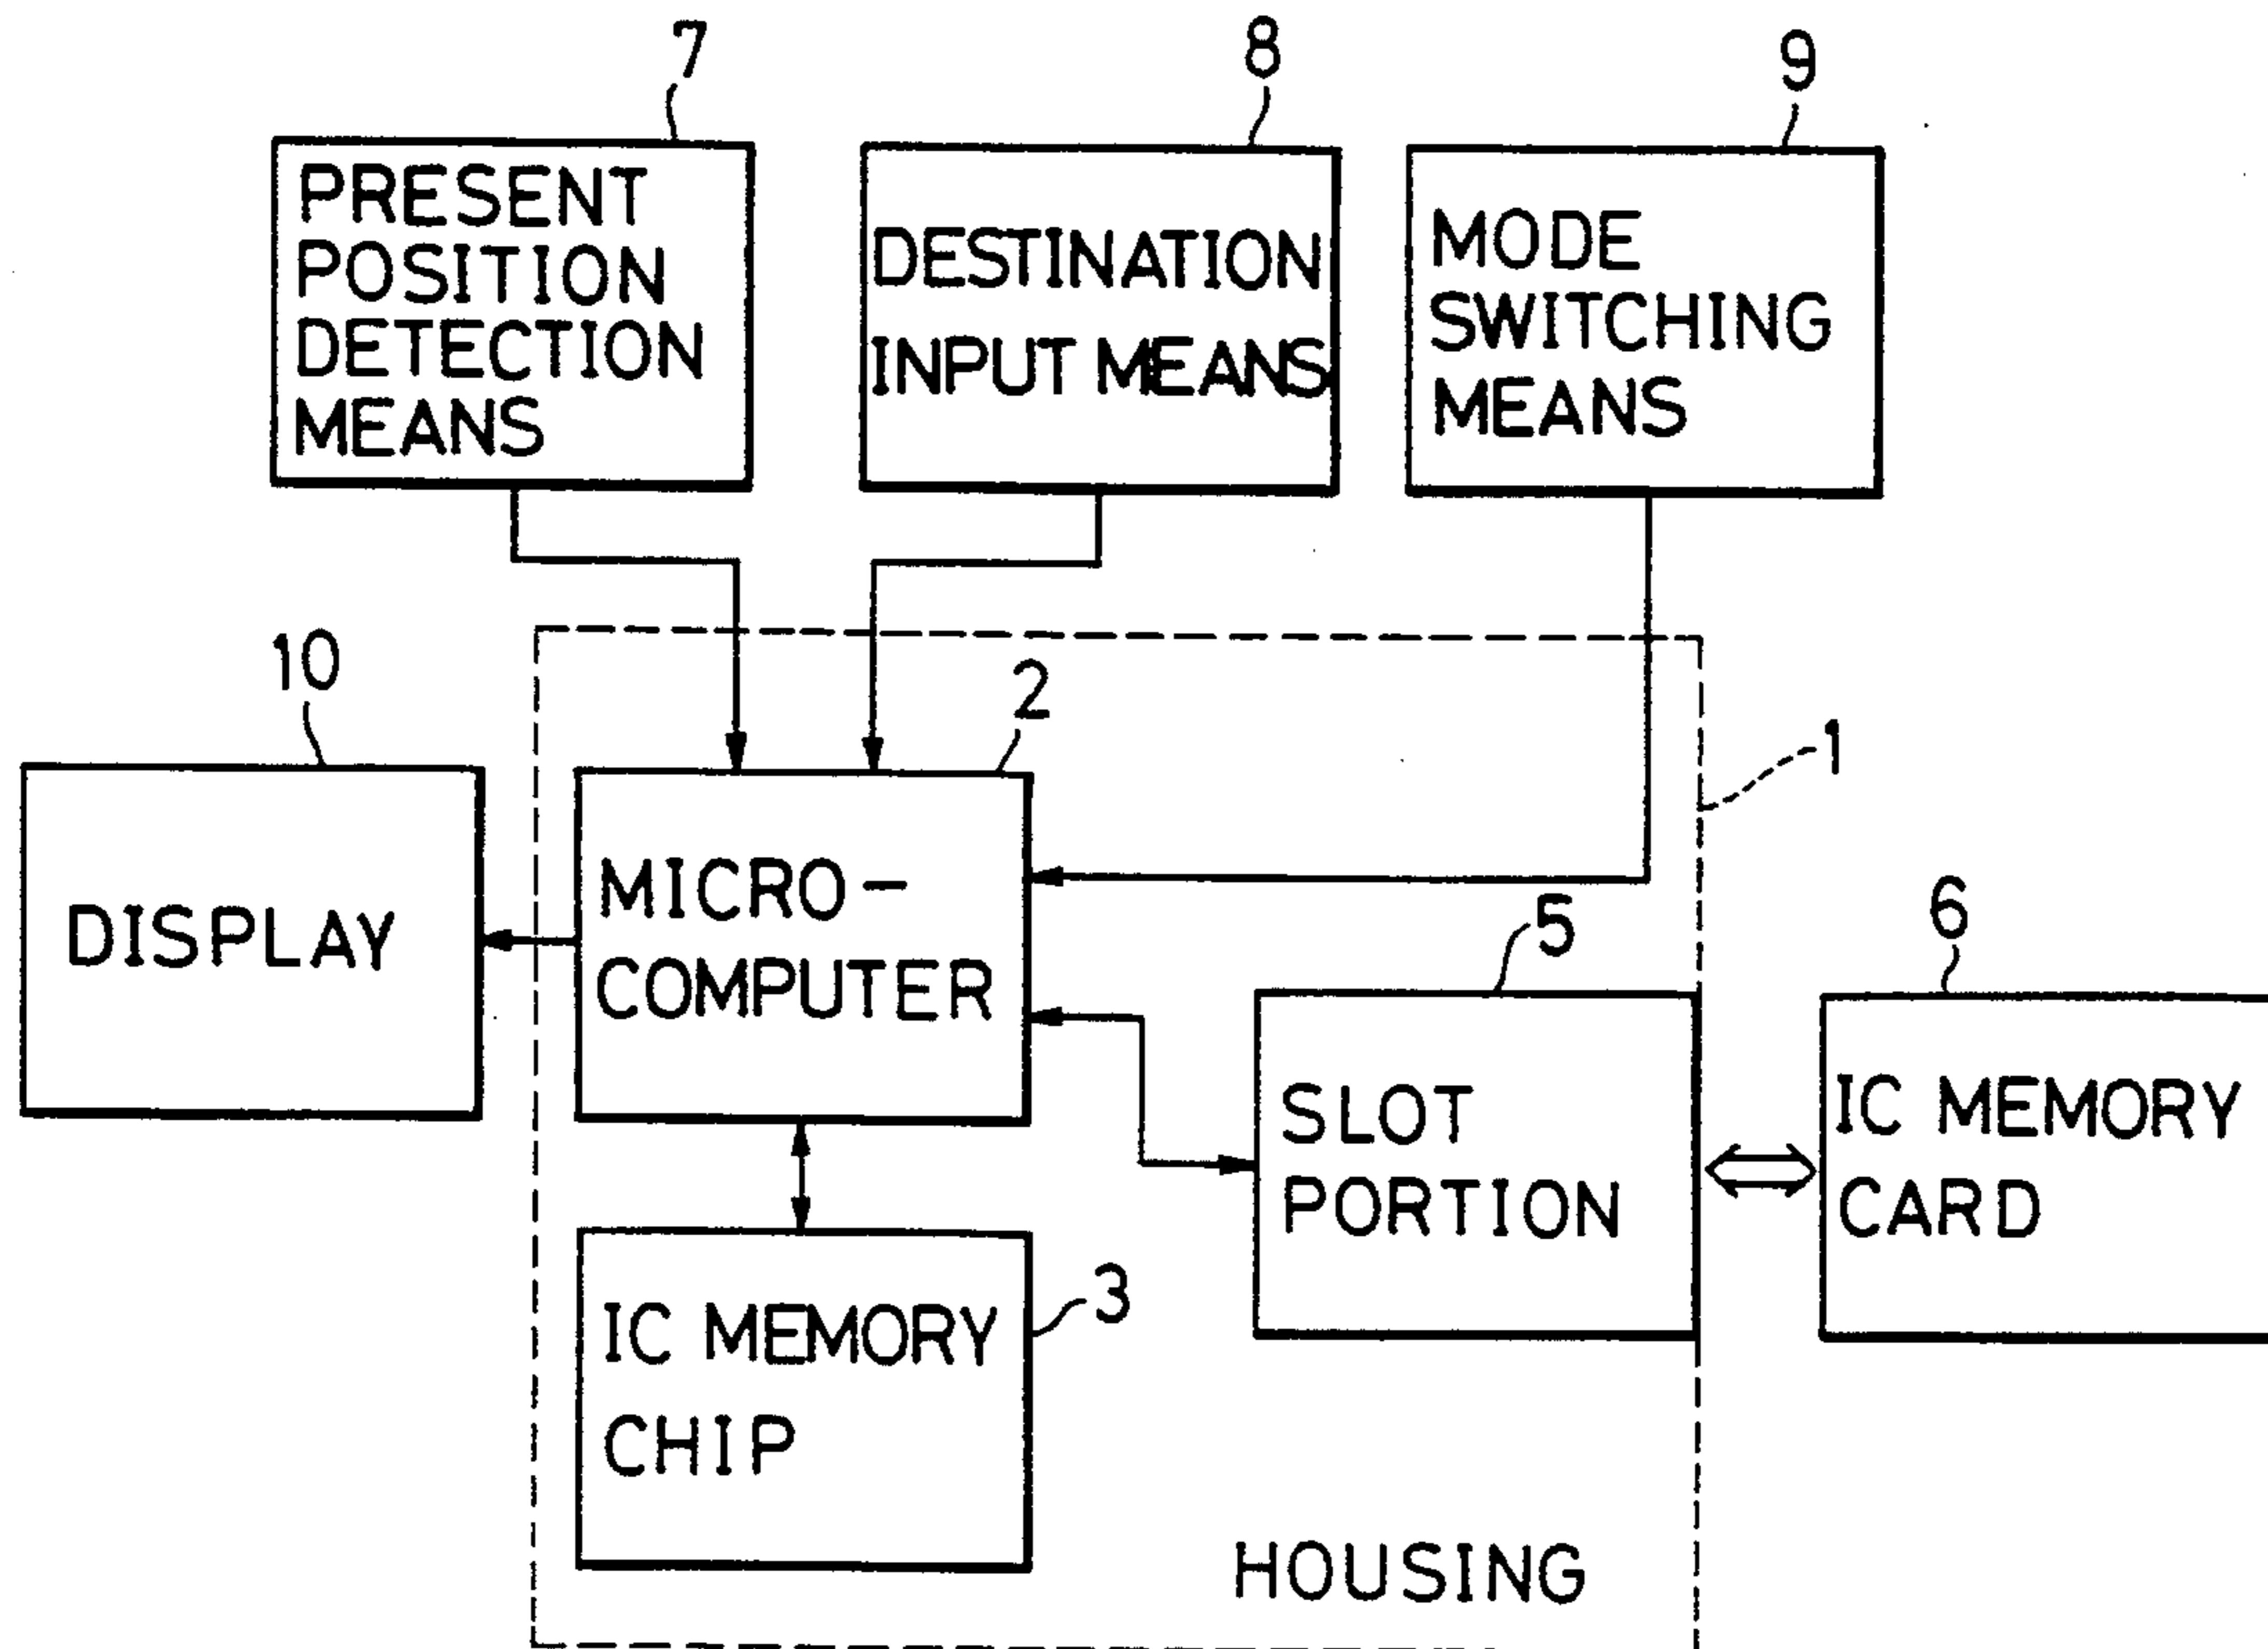 7
8
9
PRESENT
POSITION
DETECTION
MEANS
DESTINATION
INPUT MEANS
MODE
SWITCHING
MEANS
10
2
1
DISPLAY
MICRO-
COMPUTER
5
6
SLOT
PORTION
IC MEMORY
CARD
3
IC MEMORY
CHIP
HOUSING